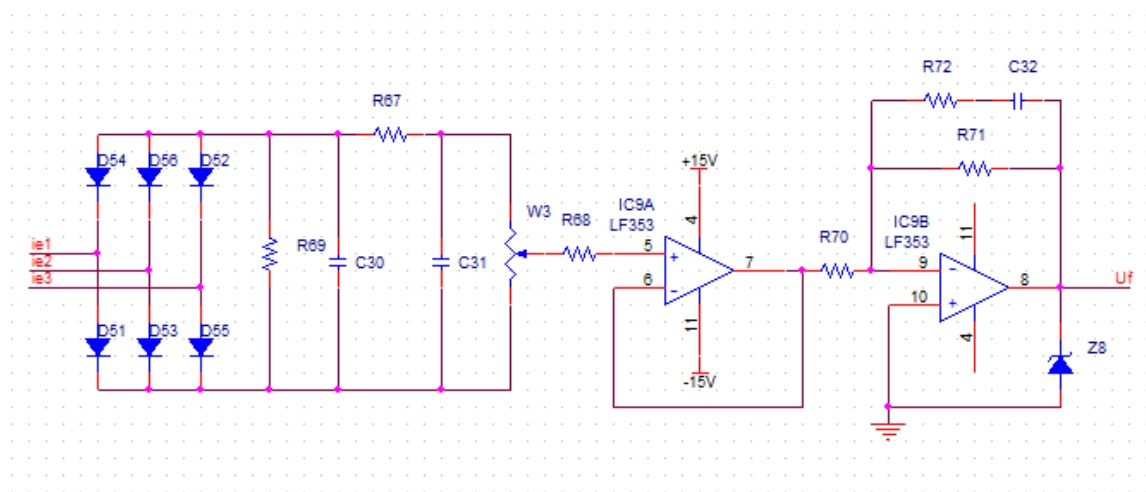 R72 C32
R67
R71
D54 D56 D52
+15V
W3
R68
IC9A
LF353
4
5
+
6
-
7
11
-15V
R70
IC9B
LF353
11
9
-
10
+
8
4
Uf
Z8
ie1
ie2
ie3
R69
C30
C31
D51 D53 D55